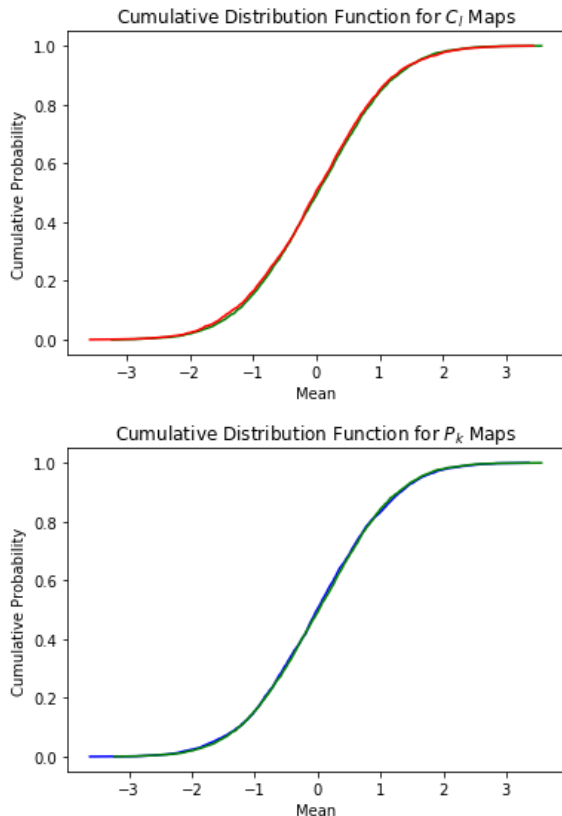 Cumulative Distribution Function for $C_l$ Maps
1.0
0.8
0.6
0.4
0.2
0.0
Cumulative Probability
−3 −2 −1 0 1 2 3
Mean
Cumulative Distribution Function for $P_k$ Maps
1.0
0.8
0.6
0.4
0.2
0.0
Cumulative Probability
−3 −2 −1 0 1 2 3
Mean